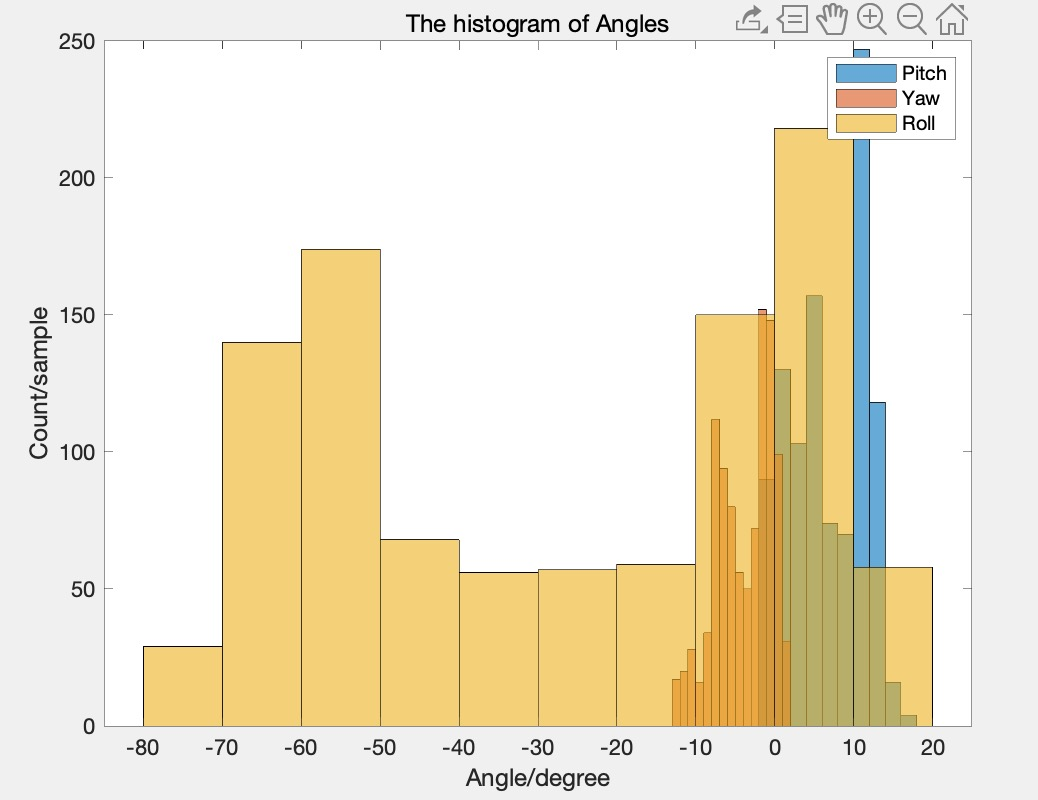 The histogram of Angles
250
200
150
100
50
0
Count/sample
Pitch
Yaw
Roll
-80 -70 -60 -50 -40 -30 -20 -10 0 10 20
Angle/degree